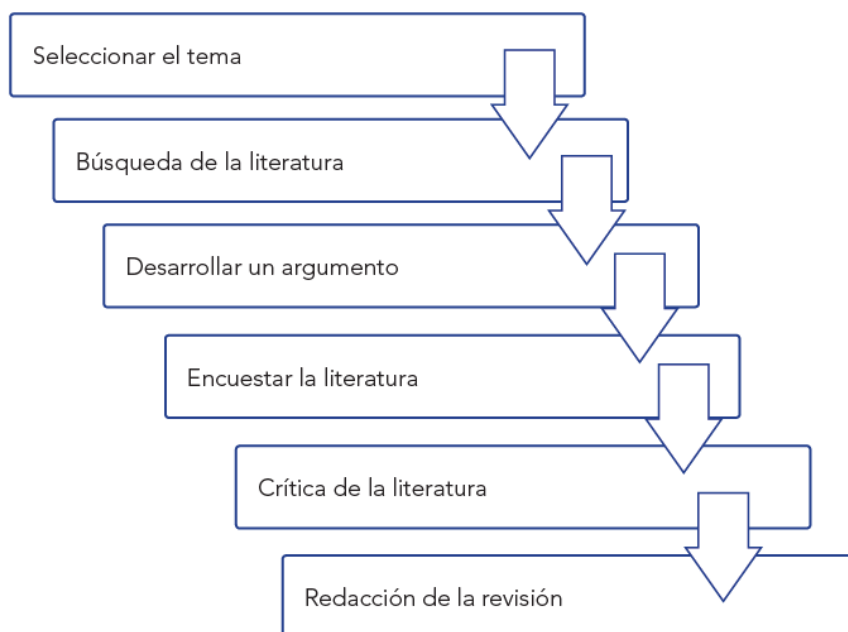 Seleccionar el tema
Búsqueda de la literatura
Desarrollar un argumento
Encuestar la literatura
Crítica de la literatura
Redacción de la revisión